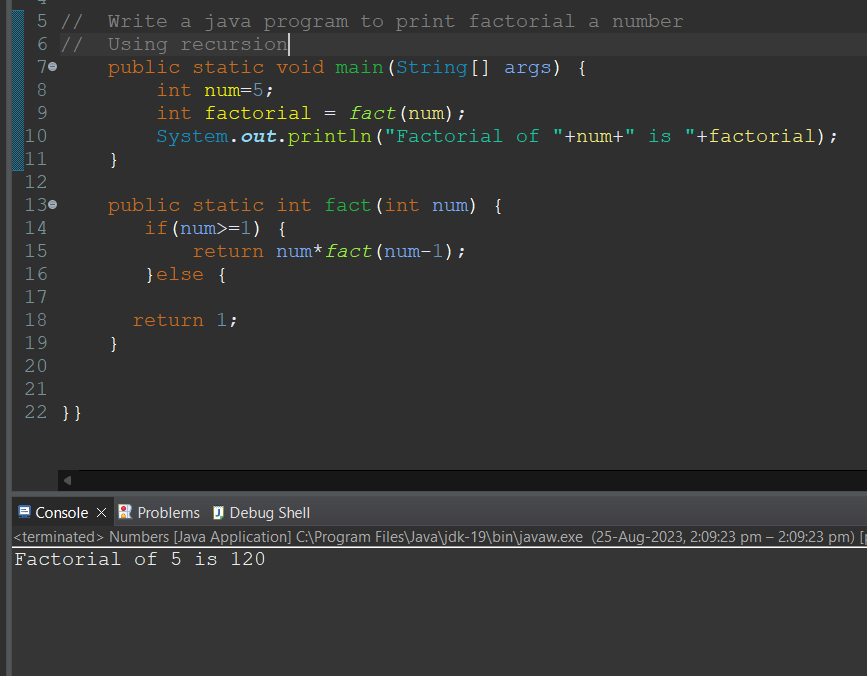 4
5 //  Write a java program to print factorial a number
6 //  Using recursion
7    public static void main(String[] args) {
8        int num=5;
9        int factorial = fact(num);
10        System.out.println("Factorial of "+num+" is "+factorial);
11    }
12
13    public static int fact(int num) {
14       if(num>=1) {
15           return num*fact(num-1);
16       }else {
17
18      return 1;
19    }
20
21
22 }}
Console Problems Debug Shell
<terminated> Numbers [Java Application] C:\Program Files\Java\jdk-19\bin\javaw.exe (25-Aug-2023, 2:09:23 pm – 2:09:23 pm) [
Factorial of 5 is 120